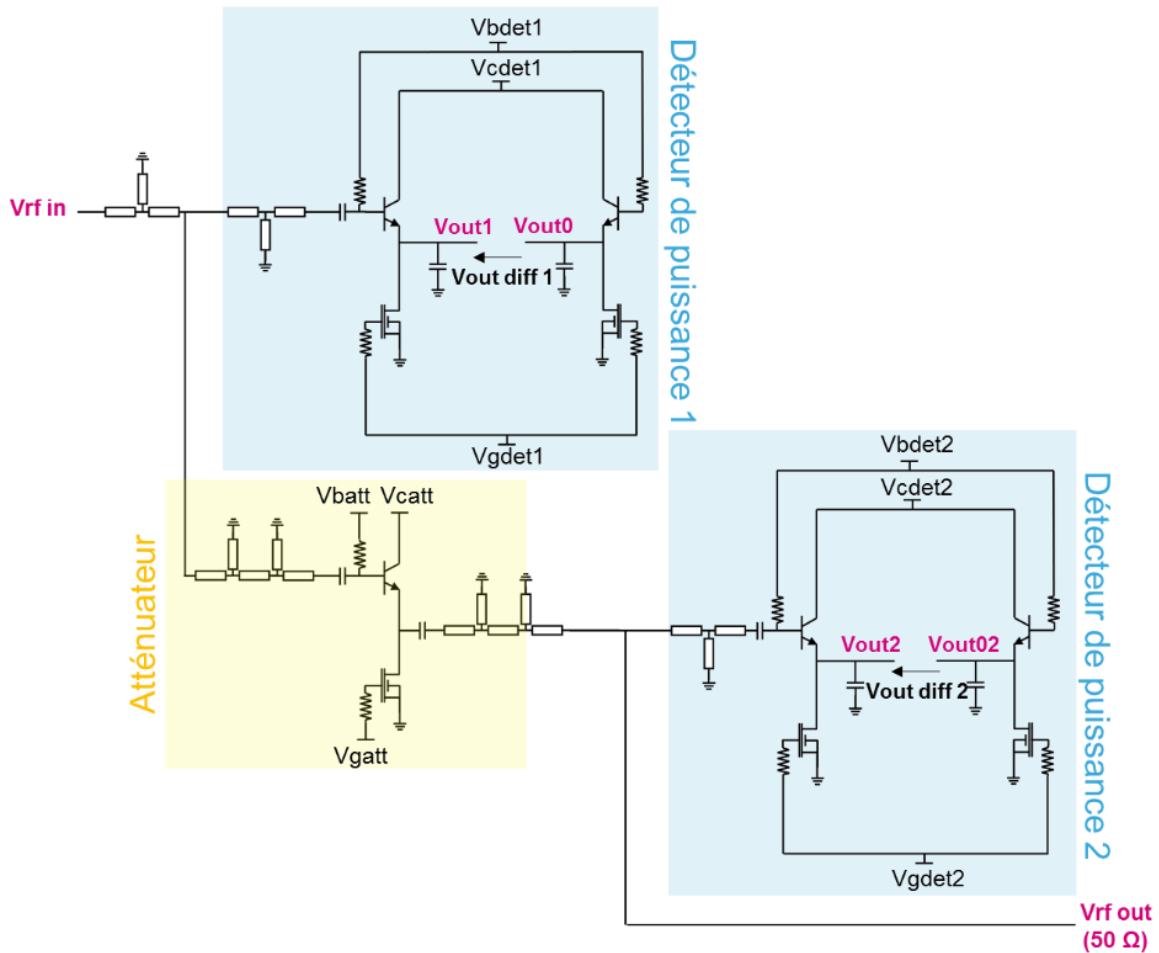 Vbdet1
Vcdet1
Détecteur de puissance 1
Vrf in
Vout1
Vout0
Vout diff 1
Vgdet1
Atténuateur
Vbatt
Vcatt
Vgatt
Vbdet2
Vcdet2
Détecteur de puissance 2
Vout2
Vout02
Vout diff 2
Vgdet2
Vrf out
(50 Ω)